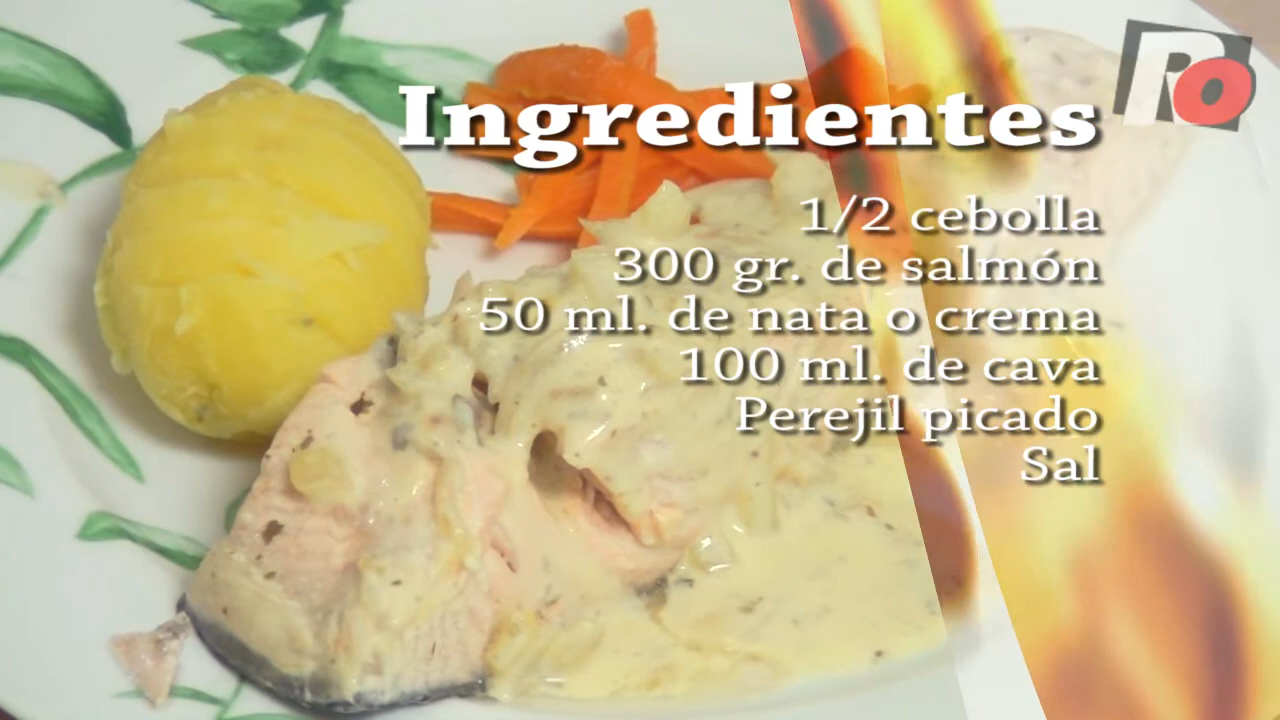 Ro
Ingredientes
1/2 cebolla
300 gr. de salmón
50 ml. de nata o crema
100 ml. de cava
Perejil picado
Sal